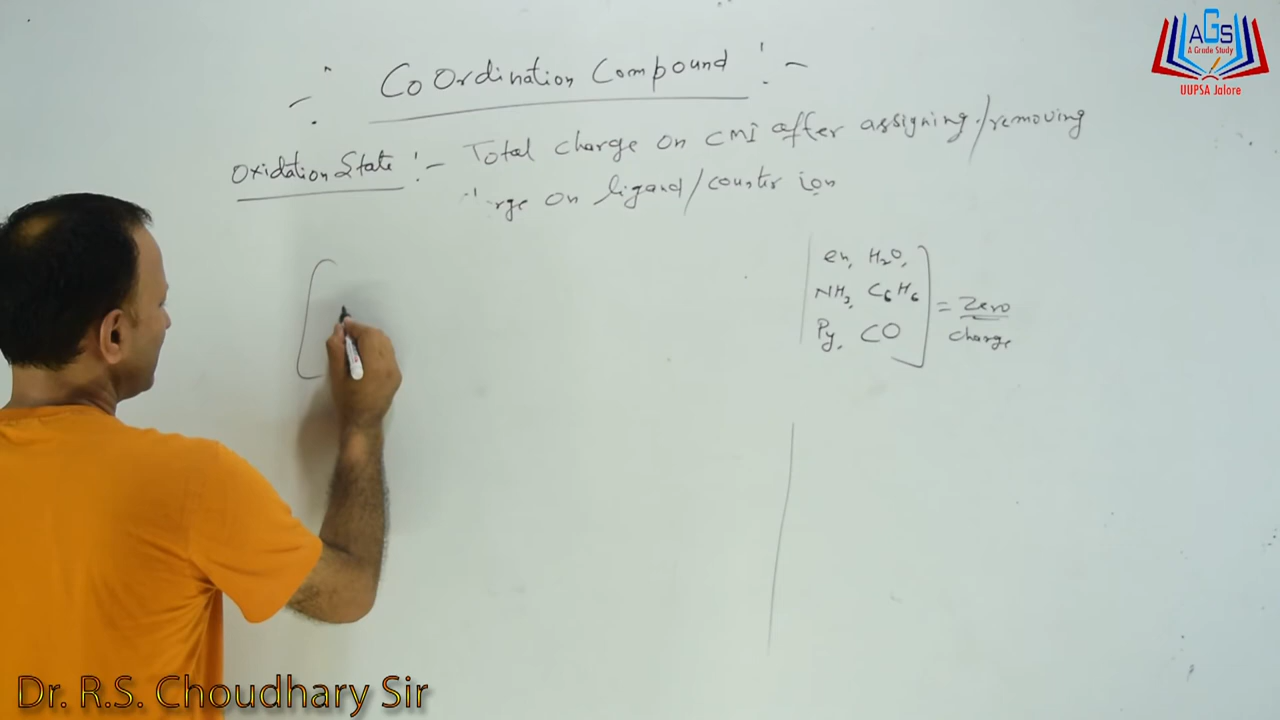 CoOrdination Compound :-
Oxidation State :- Total charge on CMI after assigning/removing
rge on ligand/counter ion
en, H₂O,
NH₃, C₆H₆
Py, CO
= Zero
charge
AGS
A Grade Study
UUPSA Jalore
Dr. R.S. Choudhary Sir